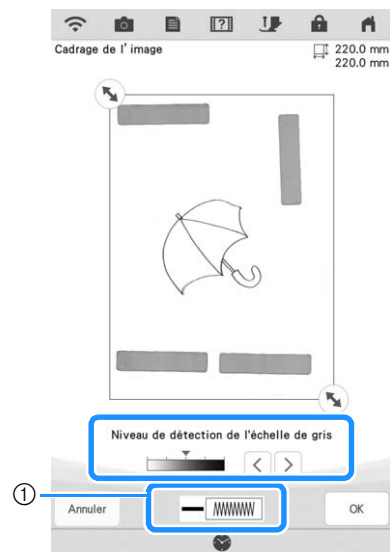 Cadrage de l'image
220.0 mm
220.0 mm
Niveau de détection de l'échelle de gris
①
Annuler
OK